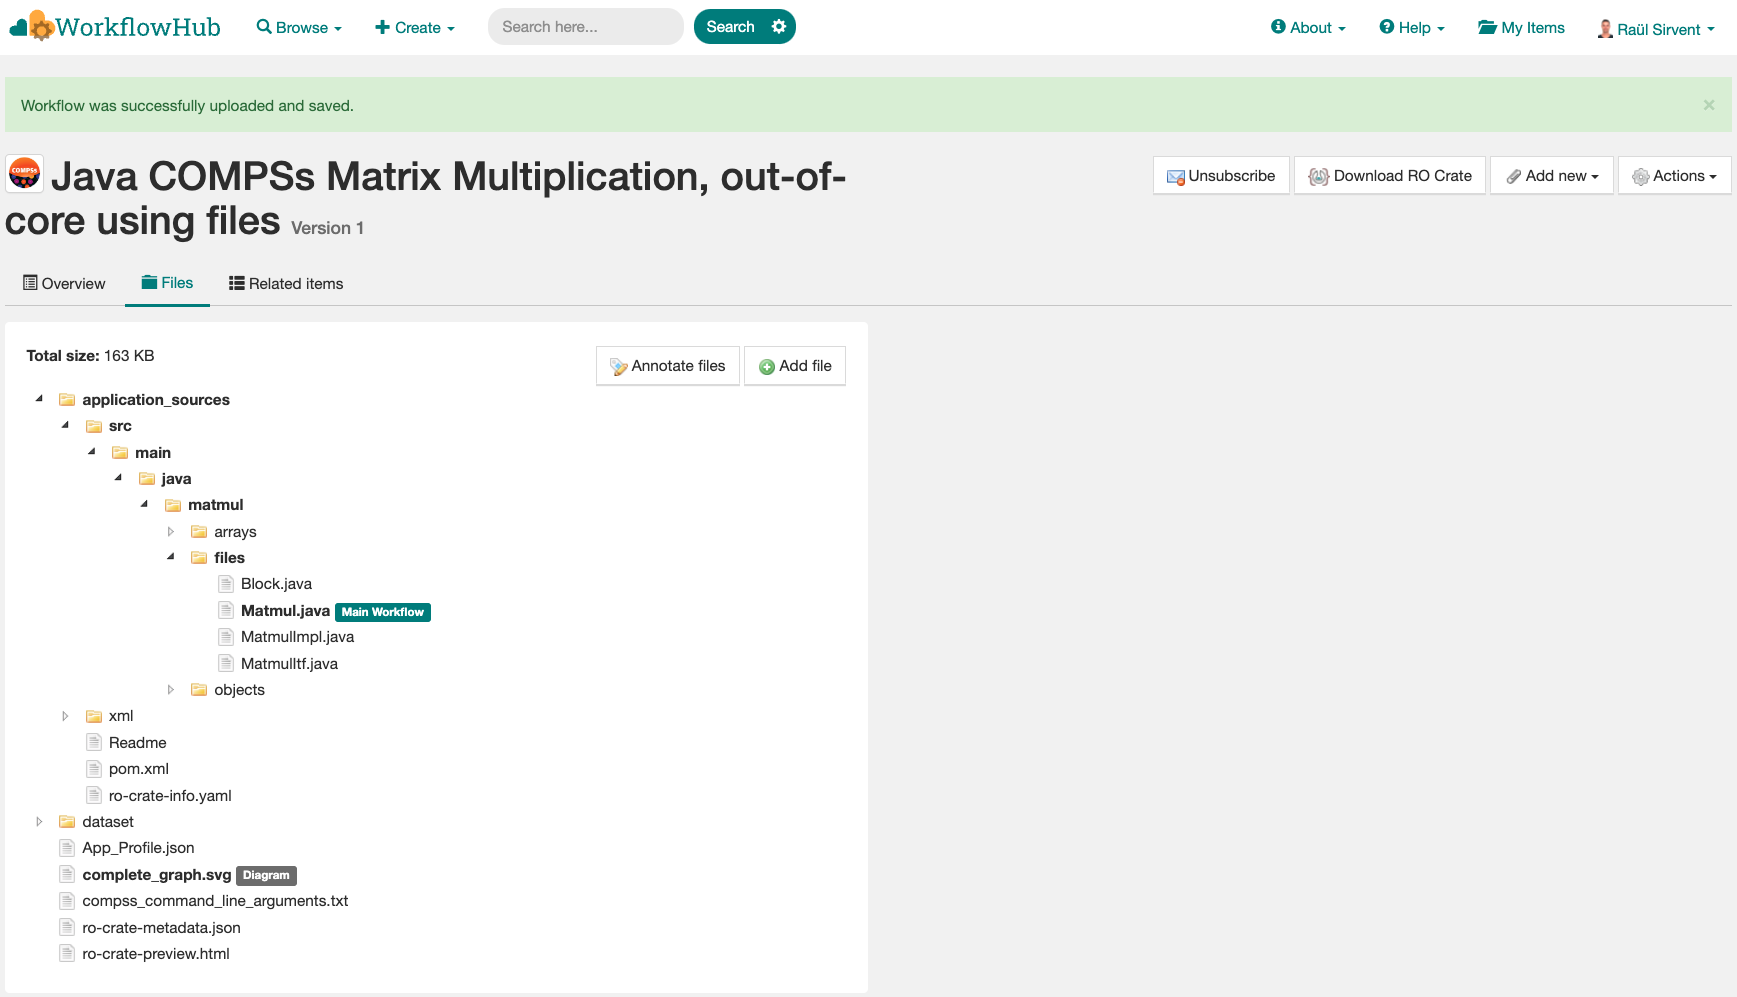 WorkflowHub Browse Create Search here... Search About Help My Items Raül Sirvent
Workflow was successfully uploaded and saved. ×
COMPSs Java COMPSs Matrix Multiplication, out-of-
core using files Version 1
Unsubscribe Download RO Crate Add new Actions
Overview Files Related items
Total size: 163 KB
Annotate files Add file
application_sources
src
main
java
matmul
arrays
files
Block.java
Matmul.java Main Workflow
MatmulImpl.java
MatmulItf.java
objects
xml
Readme
pom.xml
ro-crate-info.yaml
dataset
App_Profile.json
complete_graph.svg Diagram
compss_command_line_arguments.txt
ro-crate-metadata.json
ro-crate-preview.html